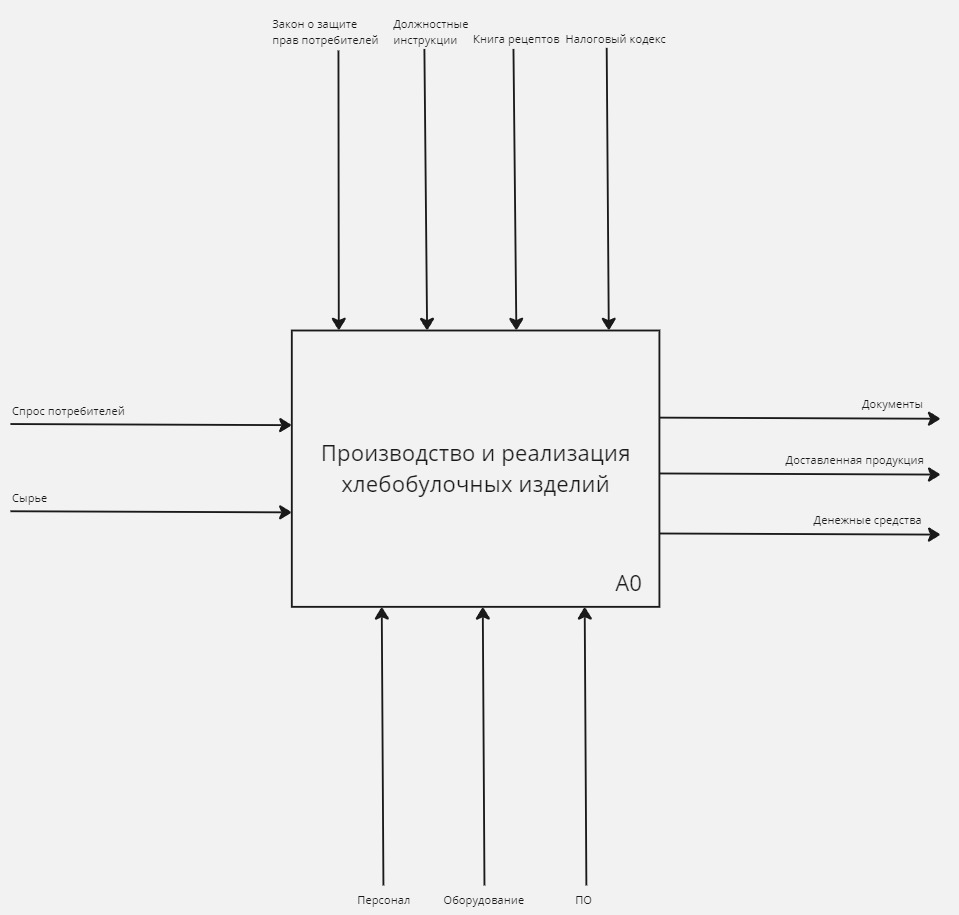 Закон о защите
прав потребителей
Должностные
инструкции
Книга рецептов
Налоговый кодекс
Спрос потребителей
Сырье
Производство и реализация
хлебобулочных изделий
A0
Документы
Доставленная продукция
Денежные средства
Персонал
Оборудование
ПО